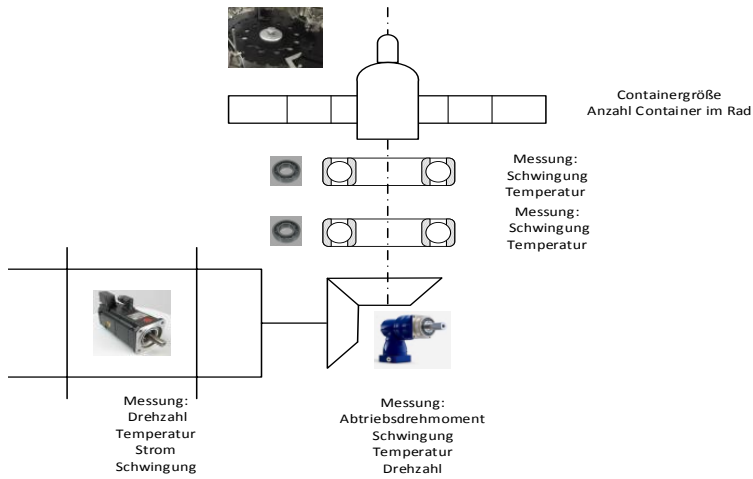 Containergröße
Anzahl Container im Rad
Messung:
Schwingung
Temperatur
Messung:
Schwingung
Temperatur
Messung:
Drehzahl
Temperatur
Strom
Schwingung
Messung:
Abtriebsdrehmoment
Schwingung
Temperatur
Drehzahl